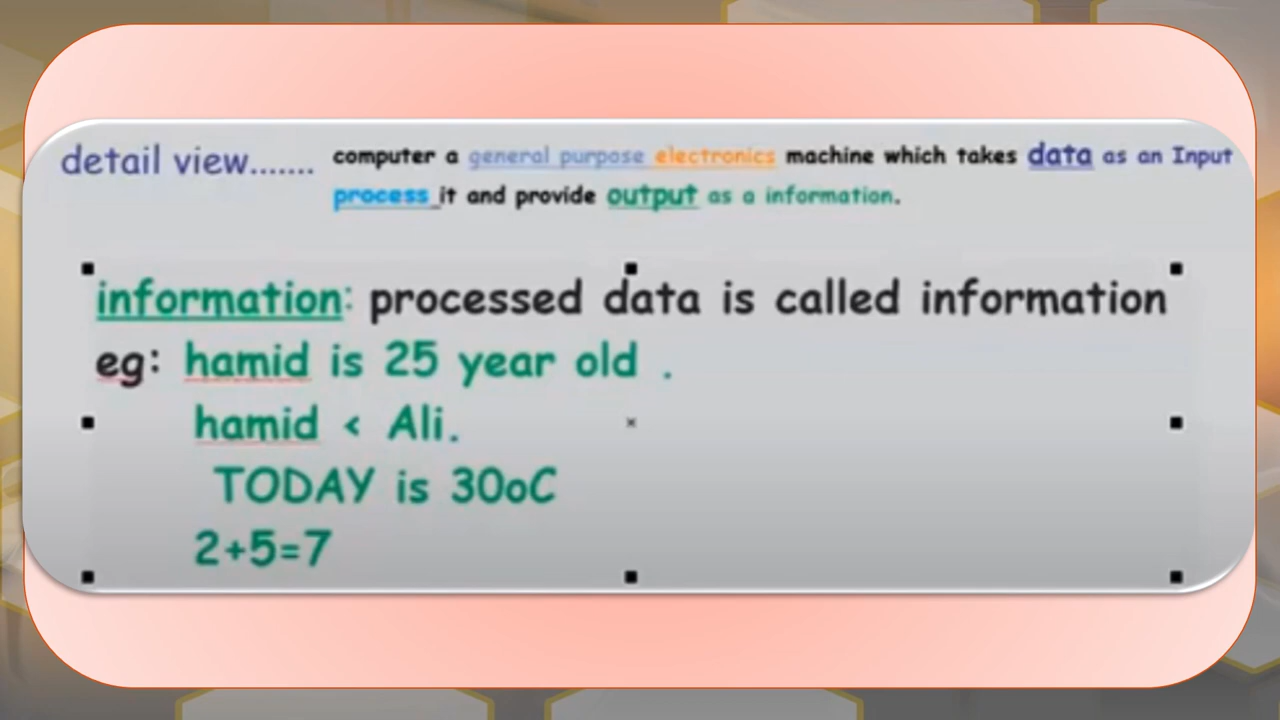 detail view....... computer a general purpose electronics machine which takes data as an Input
process it and provide output as a information.
information: processed data is called information
eg: hamid is 25 year old .
hamid < Ali.
TODAY is 30oC
2+5=7